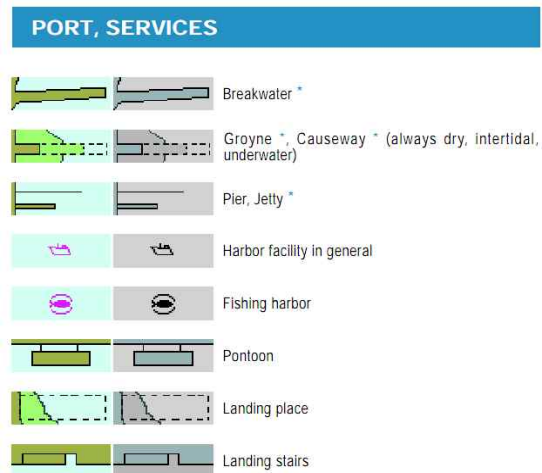 PORT, SERVICES
Breakwater *
Groyne *, Causeway * (always dry, intertidal,
underwater)
Pier, Jetty *
Harbor facility in general
Fishing harbor
Pontoon
Landing place
Landing stairs